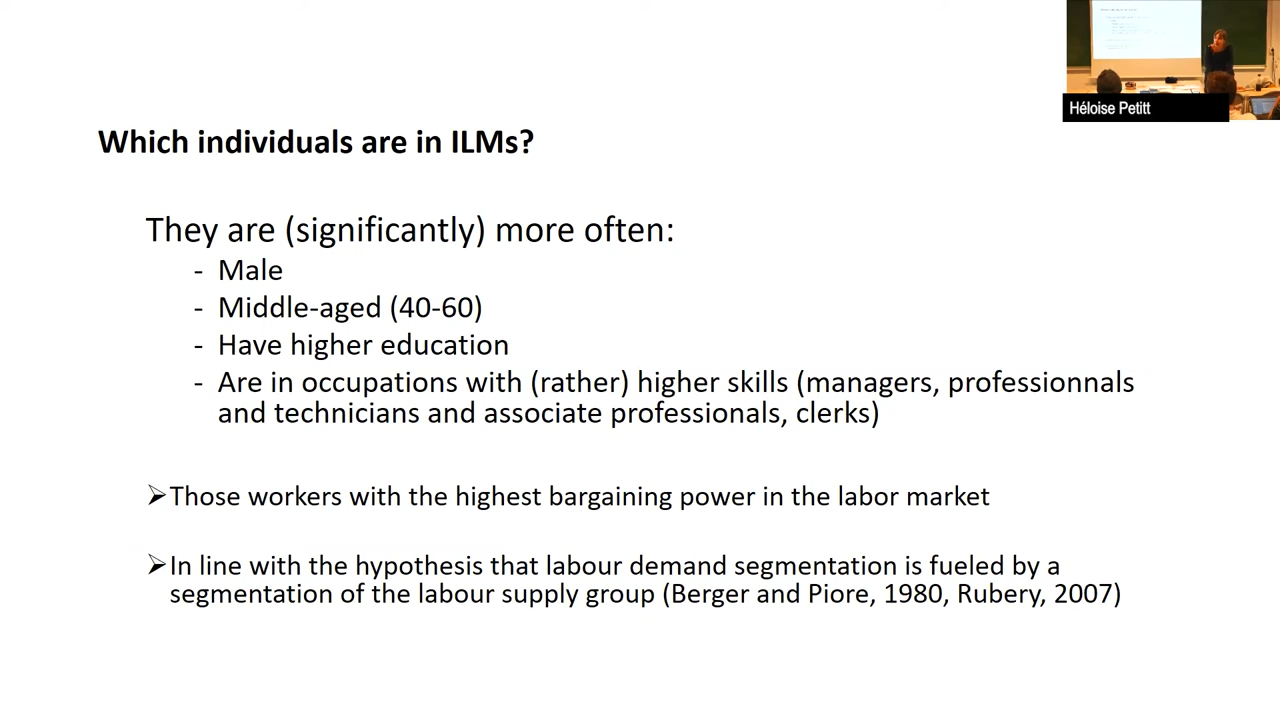 Héloise Petitt
Which individuals are in ILMs?
They are (significantly) more often:
- Male
- Middle-aged (40-60)
- Have higher education
- Are in occupations with (rather) higher skills (managers, professionnals
and technicians and associate professionals, clerks)
➢Those workers with the highest bargaining power in the labor market
➢In line with the hypothesis that labour demand segmentation is fueled by a
segmentation of the labour supply group (Berger and Piore, 1980, Rubery, 2007)